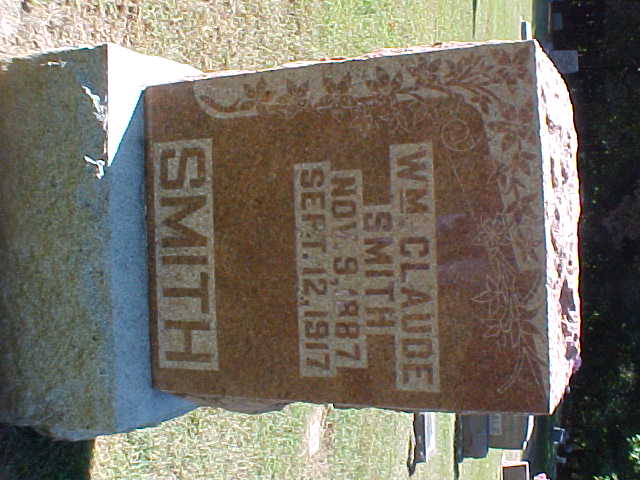 WM. CLAUDE
SMITH
NOV. 9, 1887
SEPT. 12, 1917
SMITH